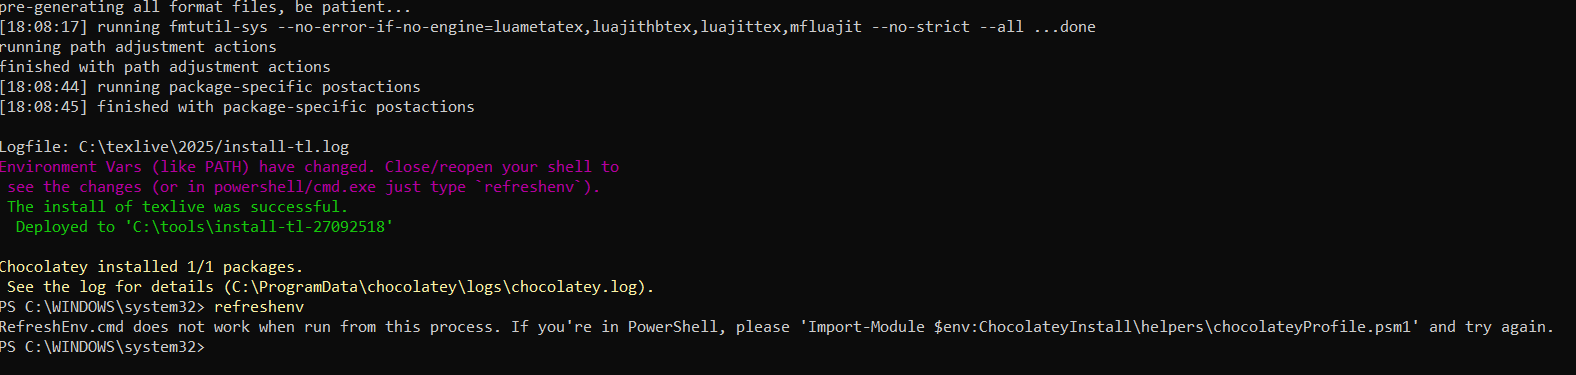 pre-generating all format files, be patient...
[18:08:17] running fmtutil-sys --no-error-if-no-engine=luametatex,luajithbtex,luajittex,mfluajit --no-strict --all ...done
running path adjustment actions
finished with path adjustment actions
[18:08:44] running package-specific postactions
[18:08:45] finished with package-specific postactions
Logfile: C:\texlive\2025/install-tl.log
Environment Vars (like PATH) have changed. Close/reopen your shell to
see the changes (or in powershell/cmd.exe just type `refreshenv`).
The install of texlive was successful.
Deployed to 'C:\tools\install-tl-27092518'
Chocolatey installed 1/1 packages.
See the log for details (C:\ProgramData\chocolatey\logs\chocolatey.log).
PS C:\WINDOWS\system32> refreshenv
RefreshEnv.cmd does not work when run from this process. If you're in PowerShell, please 'Import-Module $env:ChocolateyInstall\helpers\chocolateyProfile.psm1' and try again.
PS C:\WINDOWS\system32>